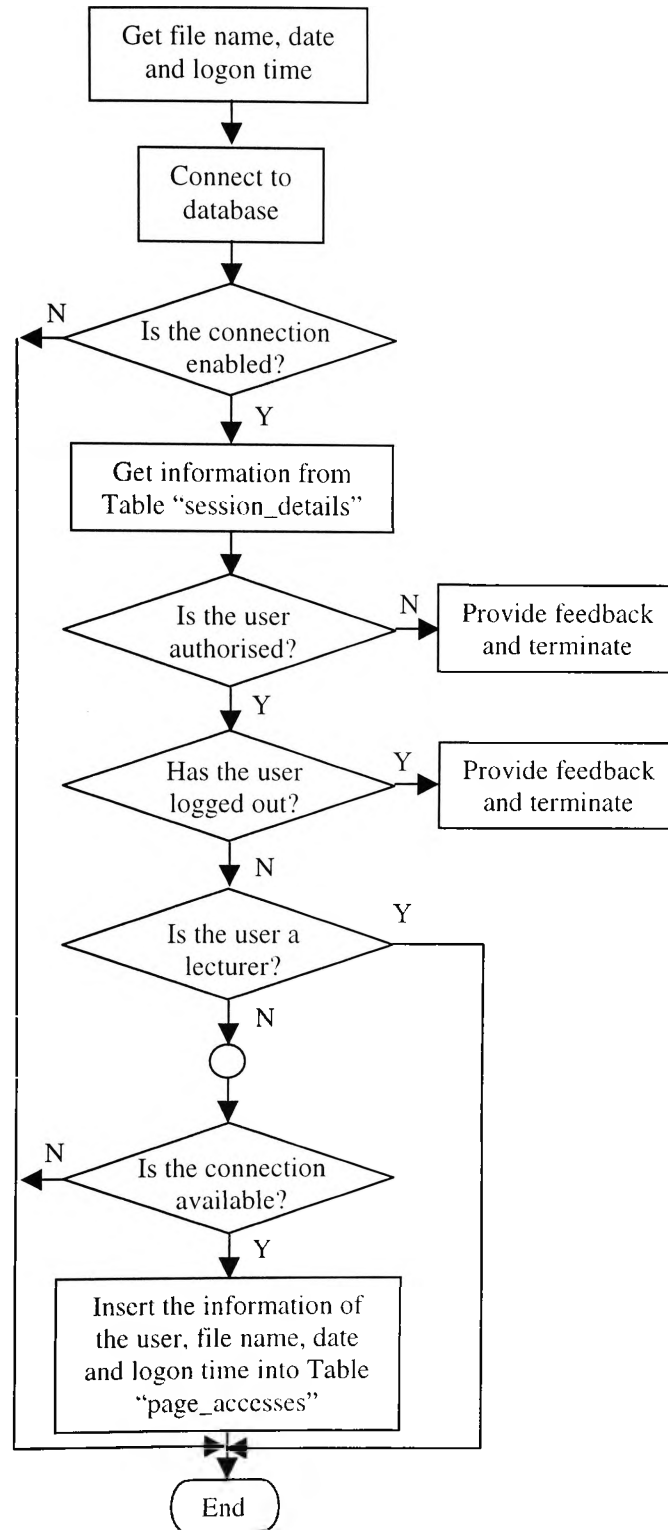 Get file name, date
and logon time
Connect to
database
N
Is the connection
enabled?
Y
Get information from
Table “session_details”
Is the user
authorised?
N
Provide feedback
and terminate
Y
Has the user
logged out?
Y
Provide feedback
and terminate
N
Is the user a
lecturer?
Y
N
N
Is the connection
available?
Y
Insert the information of
the user, file name, date
and logon time into Table
“page_accesses”
End